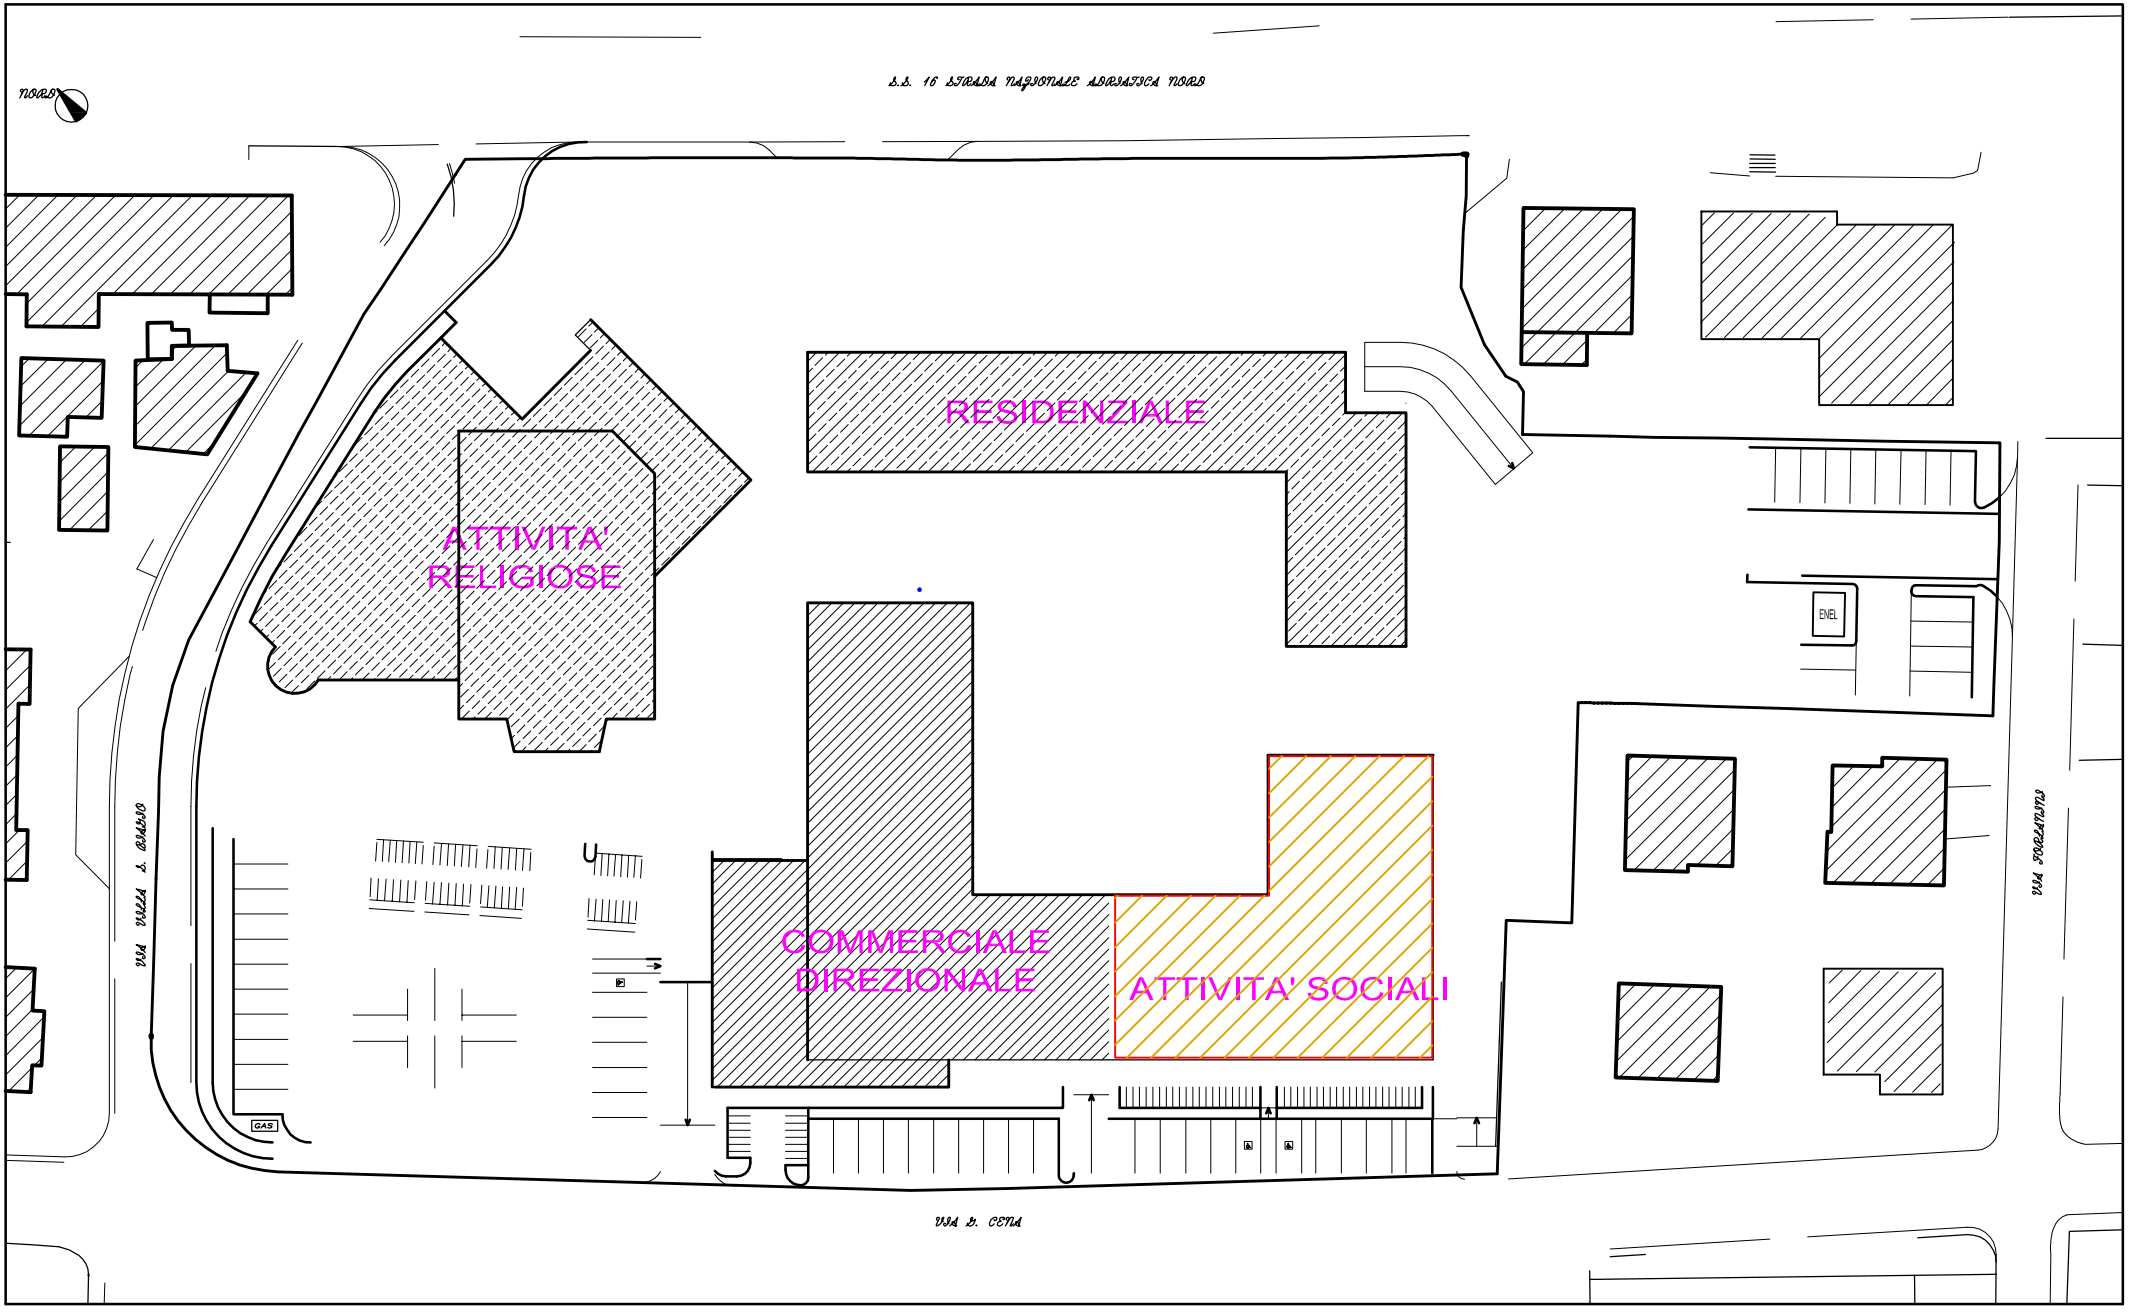 S.S. 16 STRADA NAZIONALE ADRIATICA NORD
NORD
RESIDENZIALE
ATTIVITA'
RELIGIOSE
ENEL
VIA VILLA S. BIAGIO
VIA FORLANINI
COMMERCIALE
DIREZIONALE
ATTIVITA' SOCIALI
GAS
VIA G. CENA